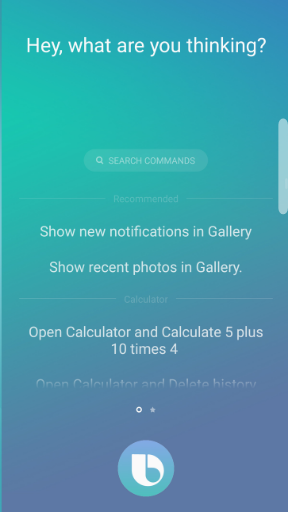 Hey, what are you thinking?
SEARCH COMMANDS
Recommended
Show new notifications in Gallery
Show recent photos in Gallery.
Calculator
Open Calculator and Calculate 5 plus
10 times 4
Open Calculator and Delete history